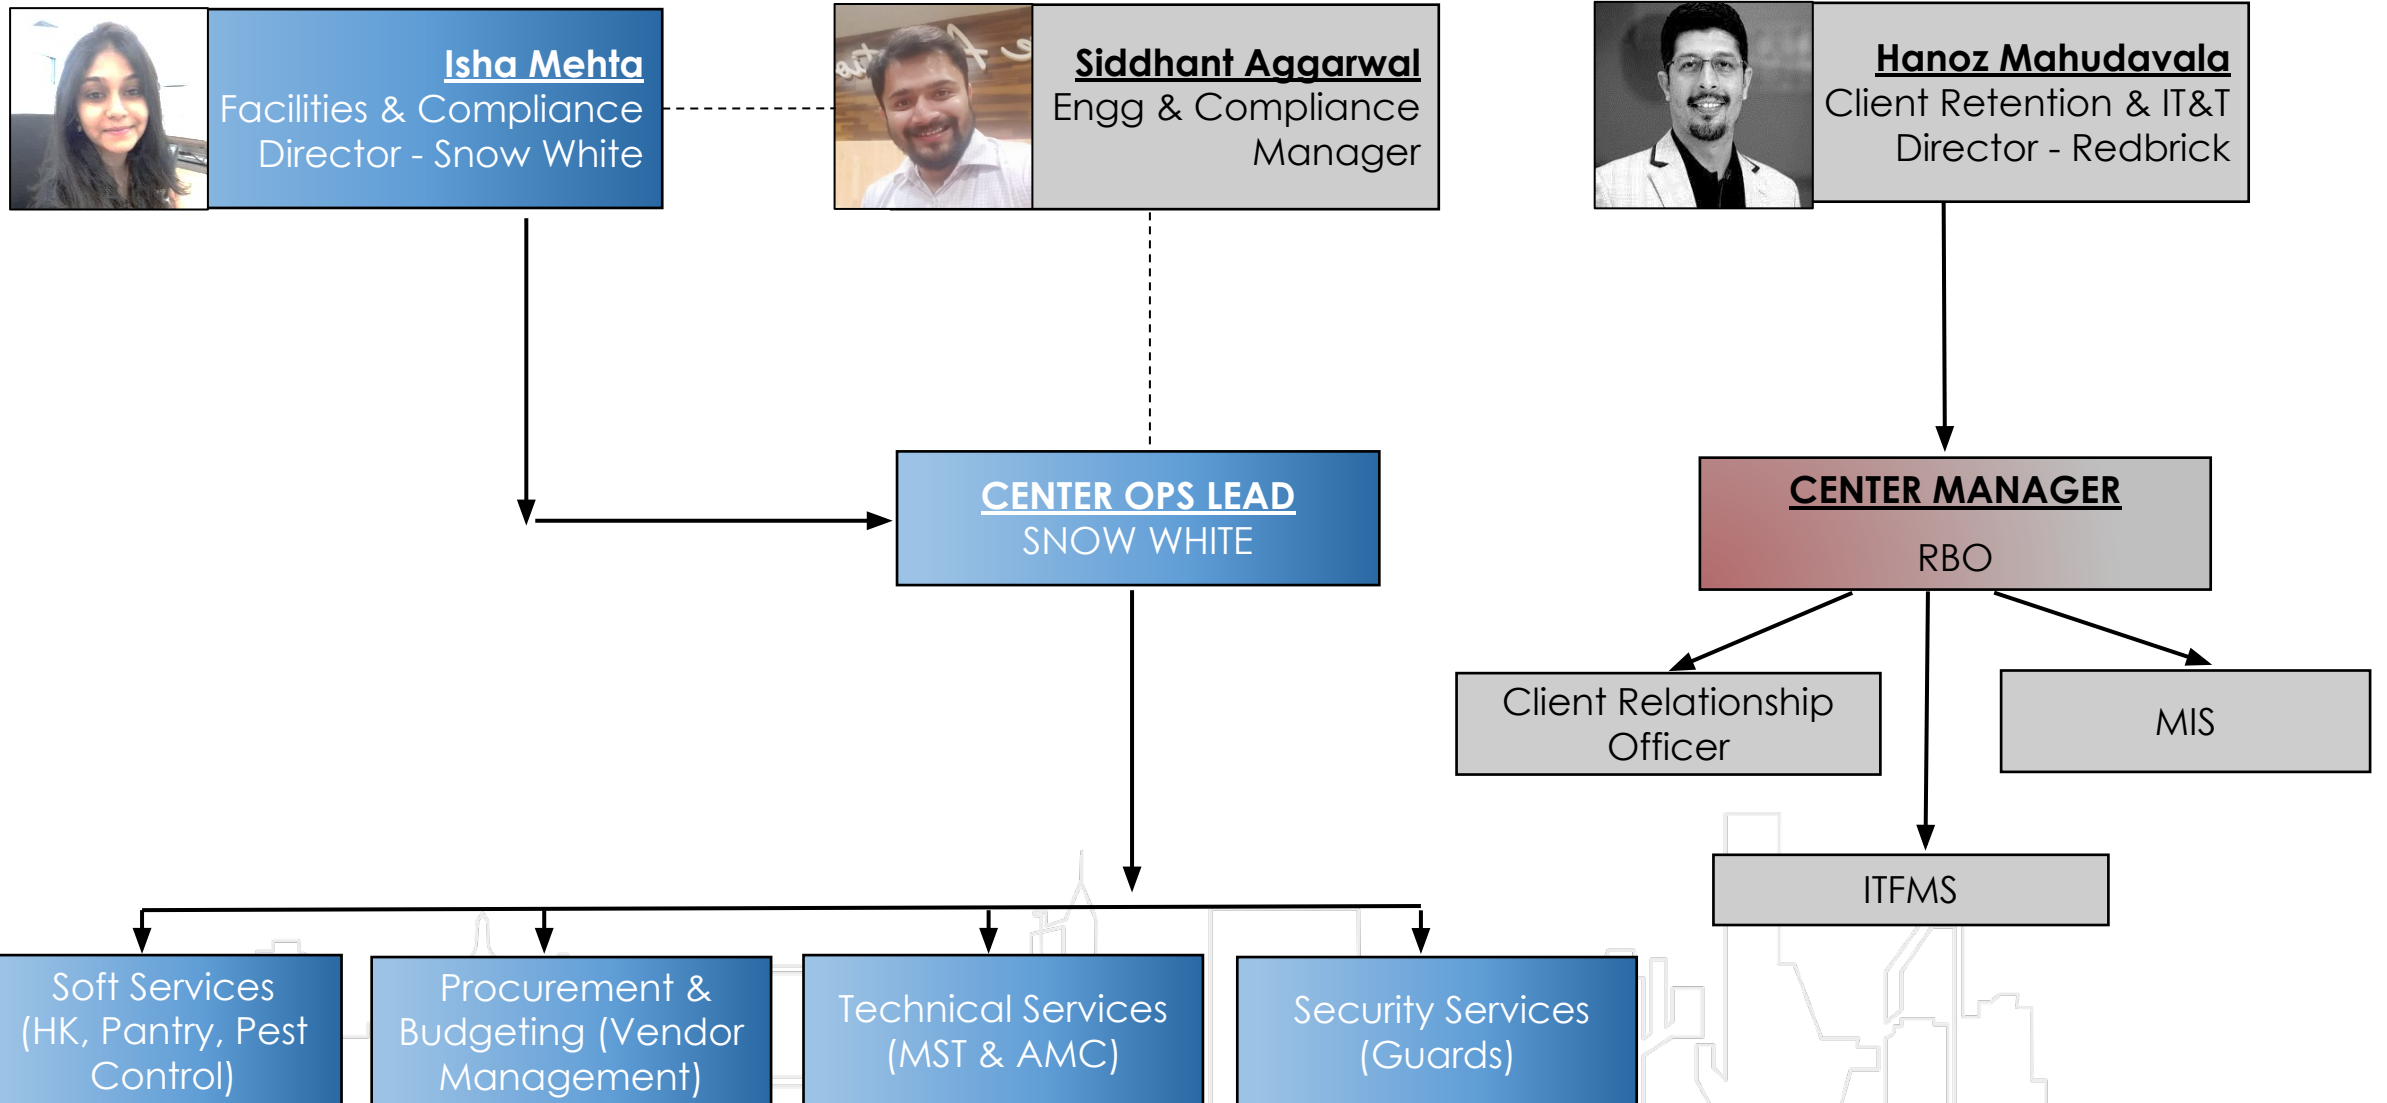 Isha Mehta
Facilities & Compliance
Director - Snow White
Siddhant Aggarwal
Engg & Compliance
Manager
Hanoz Mahudavala
Client Retention & IT&T
Director - Redbrick
CENTER OPS LEAD
SNOW WHITE
CENTER MANAGER
RBO
Client Relationship
Officer
MIS
ITFMS
Soft Services
(HK, Pantry, Pest
Control)
Procurement &
Budgeting (Vendor
Management)
Technical Services
(MST & AMC)
Security Services
(Guards)